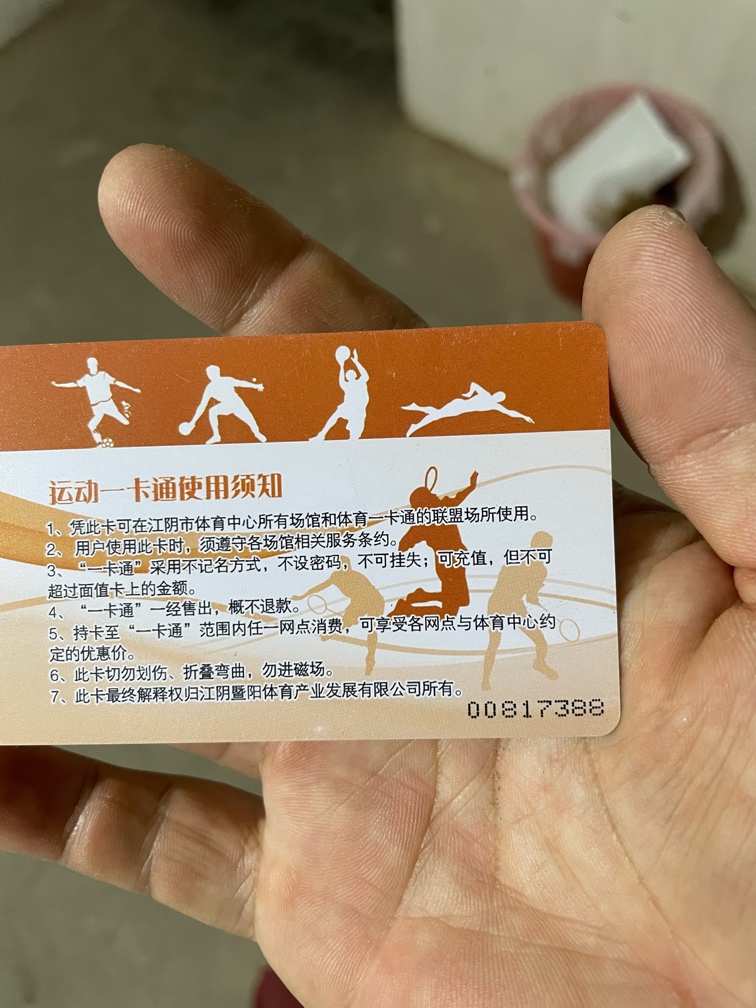 运动一卡通使用须知
1、凭此卡可在江阴市体育中心所有场馆和体育一卡通的联盟场所使用。
2、用户使用此卡时，须遵守各场馆相关服务条约。
3、“一卡通”采用不记名方式，不设密码，不可挂失；可充值，但不可
超过面值卡上的金额。
4、“一卡通”一经售出，概不退款。
5、持卡至“一卡通”范围内任一网点消费，可享受各网点与体育中心约
定的优惠价。
6、此卡切勿划伤、折叠弯曲，勿进磁场。
7、此卡最终解释权归江阴暨阳体育产业发展有限公司所有。
00817388